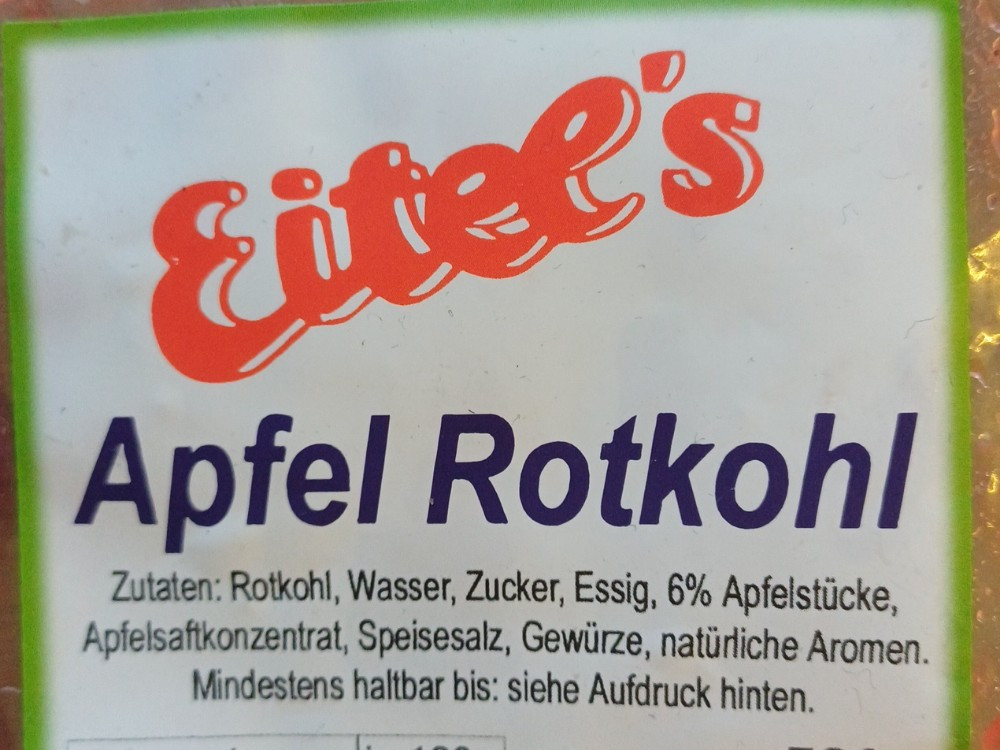 Eitel's
Apfel Rotkohl
Zutaten: Rotkohl, Wasser, Zucker, Essig, 6% Apfelstücke,
Apfelsaftkonzentrat, Speisesalz, Gewürze, natürliche Aromen.
Mindestens haltbar bis: siehe Aufdruck hinten.